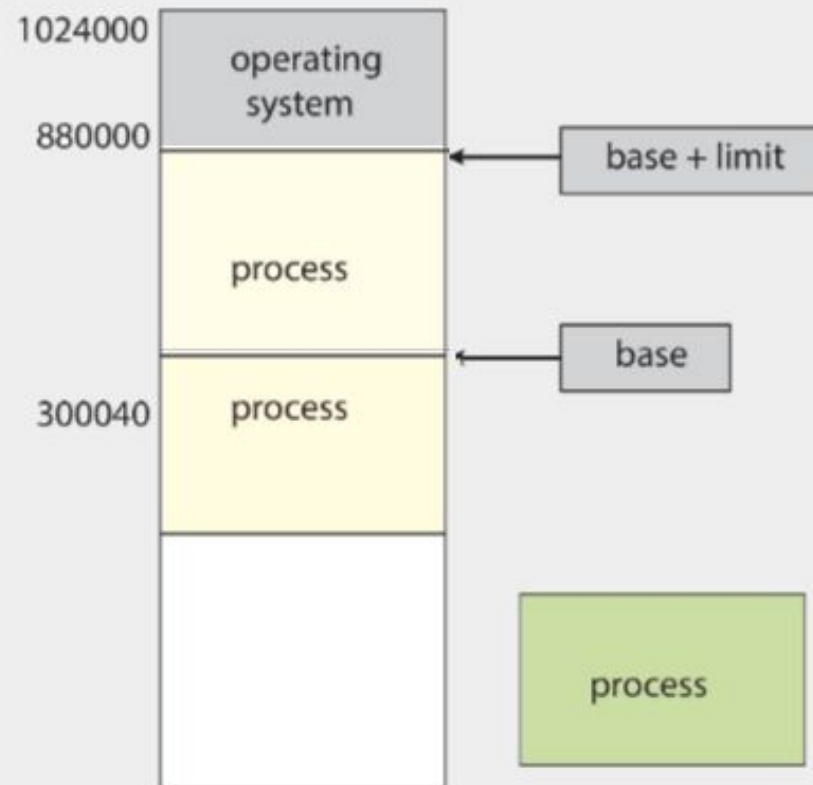 1024000
operating
system
880000
base + limit
process
base
300040
process
process